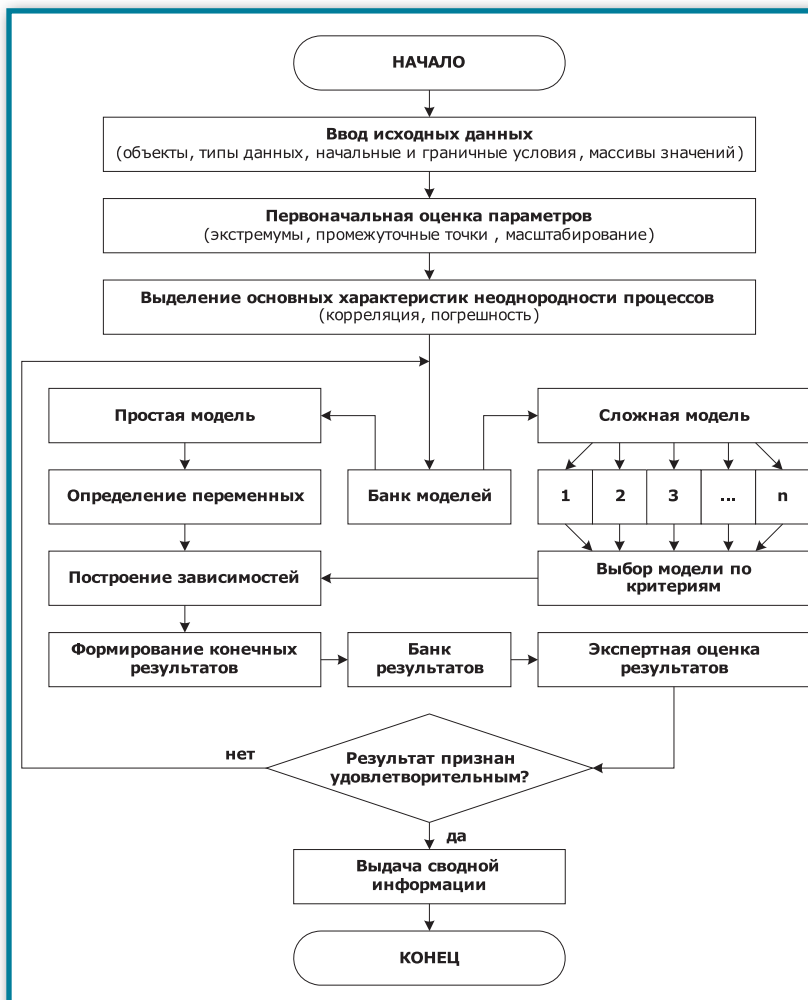 НАЧАЛО
Ввод исходных данных
(объекты, типы данных, начальные и граничные условия, массивы значений)
Первоначальная оценка параметров
(экстремумы, промежуточные точки , масштабирование)
Выделение основных характеристик неоднородности процессов
(корреляция, погрешность)
Простая модель
Сложная модель
Определение переменных
Банк моделей
1 2 3 ... n
Построение зависимостей
Выбор модели по
критериям
Формирование конечных
результатов
Банк
результатов
Экспертная оценка
результатов
нет
Результат признан
удовлетворительным?
да
Выдача сводной
информации
КОНЕЦ